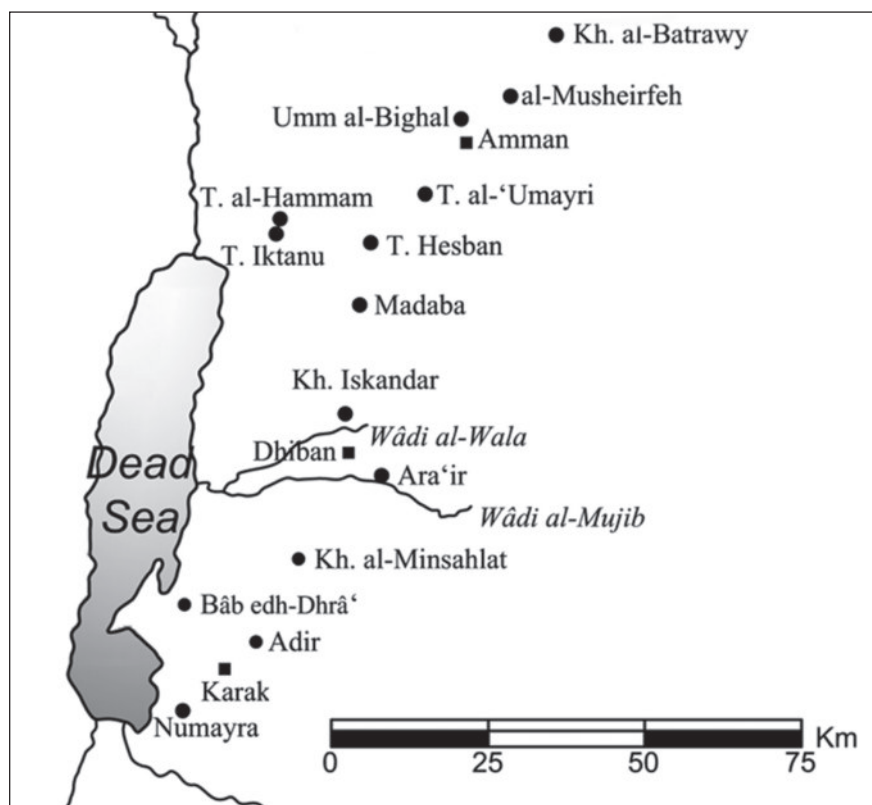 Kh. al-Batrawy
al-Musheirfeh
Umm al-Bighal
Amman
T. al-Hammam
T. al-‘Umayri
T. Iktanu
T. Hesban
Madaba
Kh. Iskandar
Wâdi al-Wala
Dhiban
Dead
Ara‘ir
Sea
Wâdi al-Mujib
Kh. al-Minsahlat
Bâb edh-Dhrâ‘
Adir
Karak
Numayra
Km
0 25 50 75